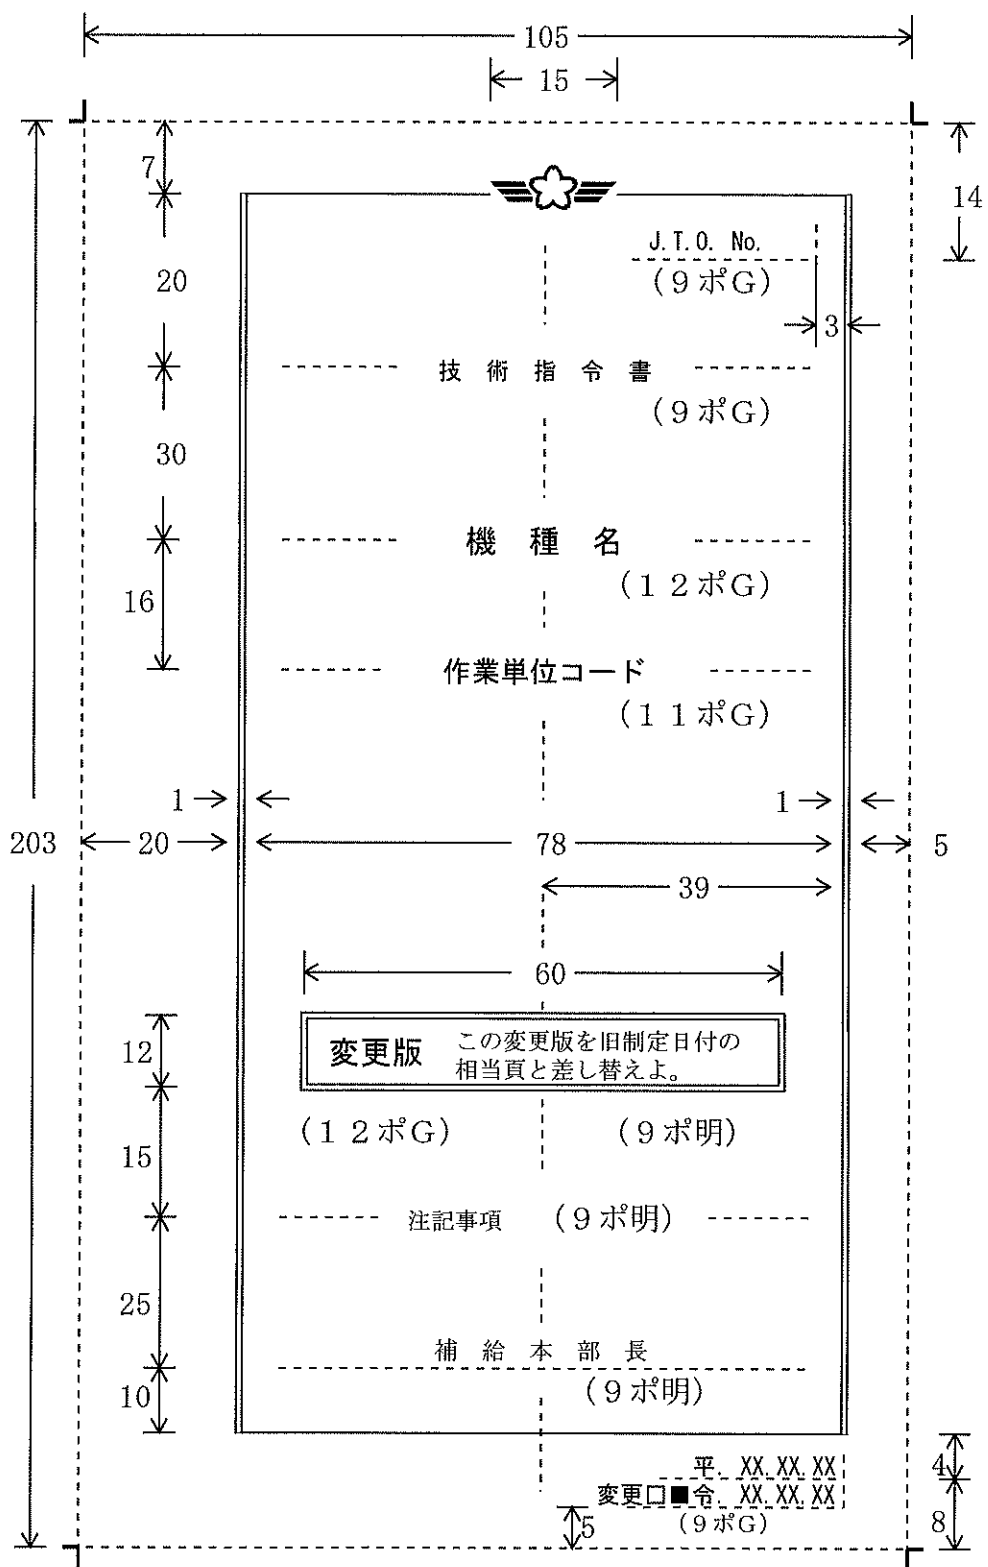 105
15
7
14
J.T.O. No.
(9ポG)
20
3
技 術 指 令 書
(9ポG)
30
機 種 名
(12ポG)
16
作業単位コード
(11ポG)
1
1
203
20
78
5
39
60
12
変更版 この変更版を旧制定日付の
相当頁と差し替えよ。
(12ポG) (9ポ明)
15
注記事項 (9ポ明)
25
補 給 本 部 長
(9ポ明)
10
平. XX. XX. XX
4
変更□■令. XX. XX. XX
(9ポG)
5
8